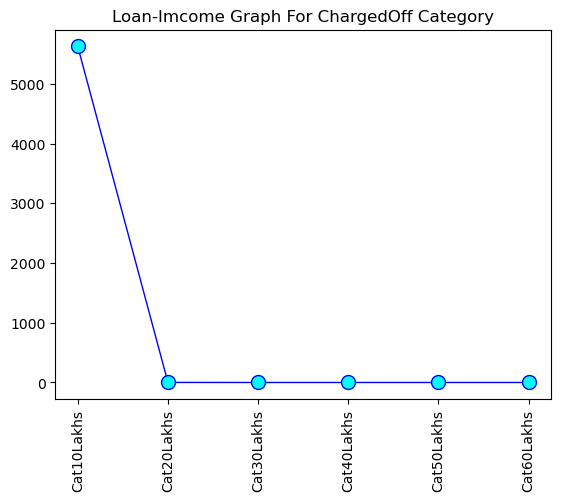 Loan-Imcome Graph For ChargedOff Category
5000
4000
3000
2000
1000
0
Cat10Lakhs
Cat20Lakhs
Cat30Lakhs
Cat40Lakhs
Cat50Lakhs
Cat60Lakhs